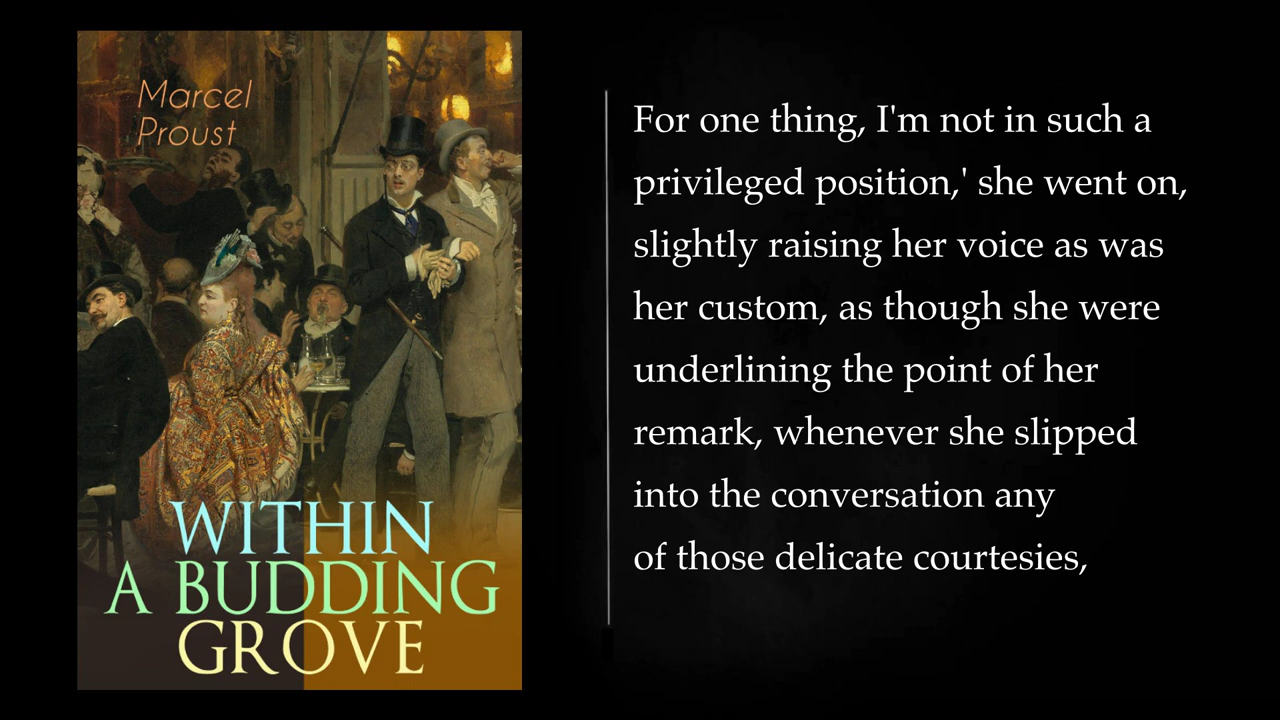 Marcel
Proust
WITHIN
A BUDDING
GROVE
For one thing, I'm not in such a
privileged position,' she went on,
slightly raising her voice as was
her custom, as though she were
underlining the point of her
remark, whenever she slipped
into the conversation any
of those delicate courtesies,